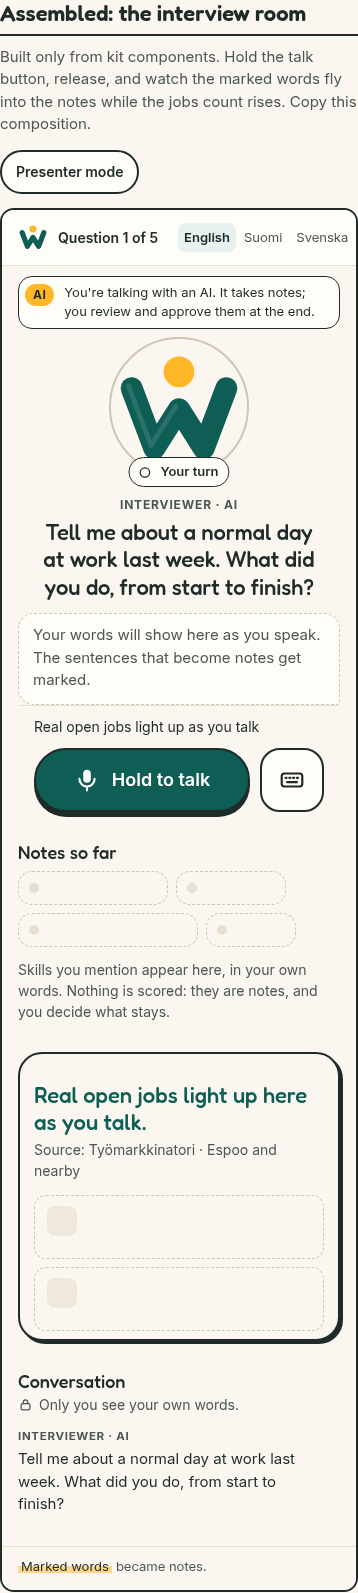 Assembled: the interview room
Built only from kit components. Hold the talk
button, release, and watch the marked words fly
into the notes while the jobs count rises. Copy this
composition.
Presenter mode
Question 1 of 5
English
Suomi
Svenska
AI
You're talking with an AI. It takes notes;
you review and approve them at the end.
Your turn
INTERVIEWER · AI
Tell me about a normal day
at work last week. What did
you do, from start to finish?
Your words will show here as you speak.
The sentences that become notes get
marked.
Real open jobs light up as you talk
Hold to talk
Notes so far
Skills you mention appear here, in your own
words. Nothing is scored: they are notes, and
you decide what stays.
Real open jobs light up here
as you talk.
Source: Työmarkkinatori · Espoo and
nearby
Conversation
Only you see your own words.
INTERVIEWER · AI
Tell me about a normal day at work last
week. What did you do, from start to
finish?
Marked words became notes.